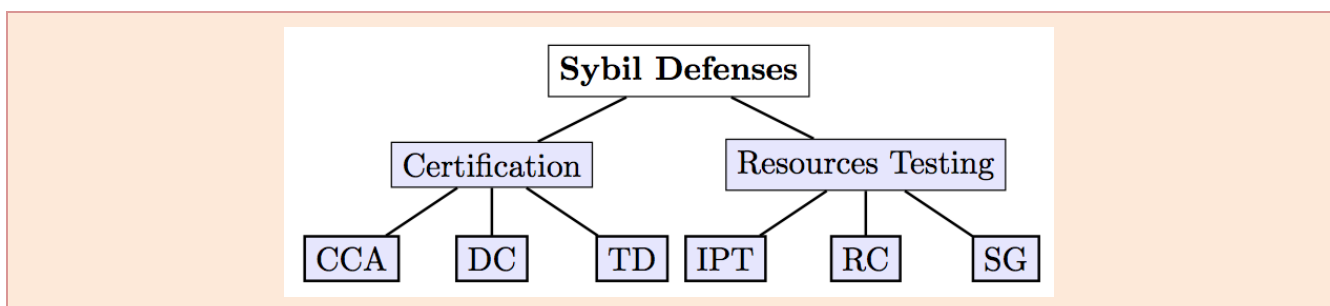 Sybil Defenses
Certification
Resources Testing
CCA
DC
TD
IPT
RC
SG